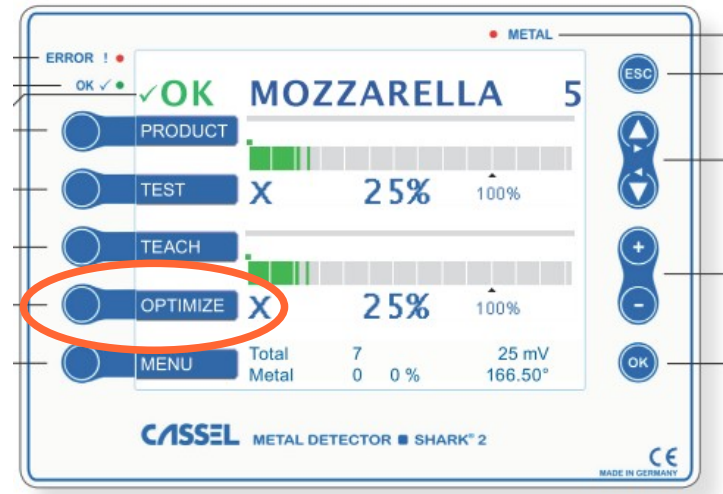 METAL
ERROR !
OK ✓
ESC
✓OK MOZZARELLA 5
PRODUCT
TEST
X 25% 100%
TEACH
+
OPTIMIZE
X 25% 100%
-
MENU
Total 7 25 mV
Metal 0 0 % 166.50°
OK
CASSEL METAL DETECTOR ■ SHARK® 2
CE
MADE IN GERMANY